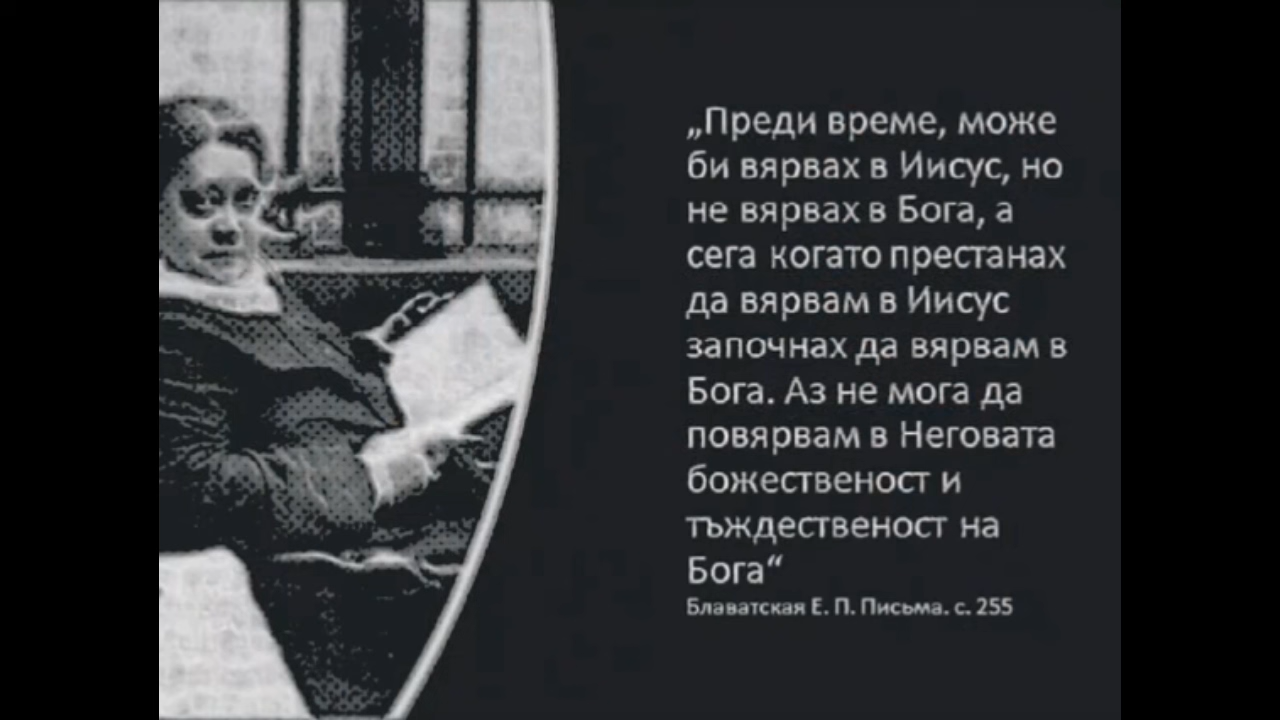 „Преди време, може
би вярвах в Иисус, но
не вярвах в Бога, а
сега когато престанах
да вярвам в Иисус
започнах да вярвам в
Бога. Аз не мога да
повярвам в Неговата
божественост и
тъждественост на
Бога“
Блаватская Е. П. Письма. с. 255